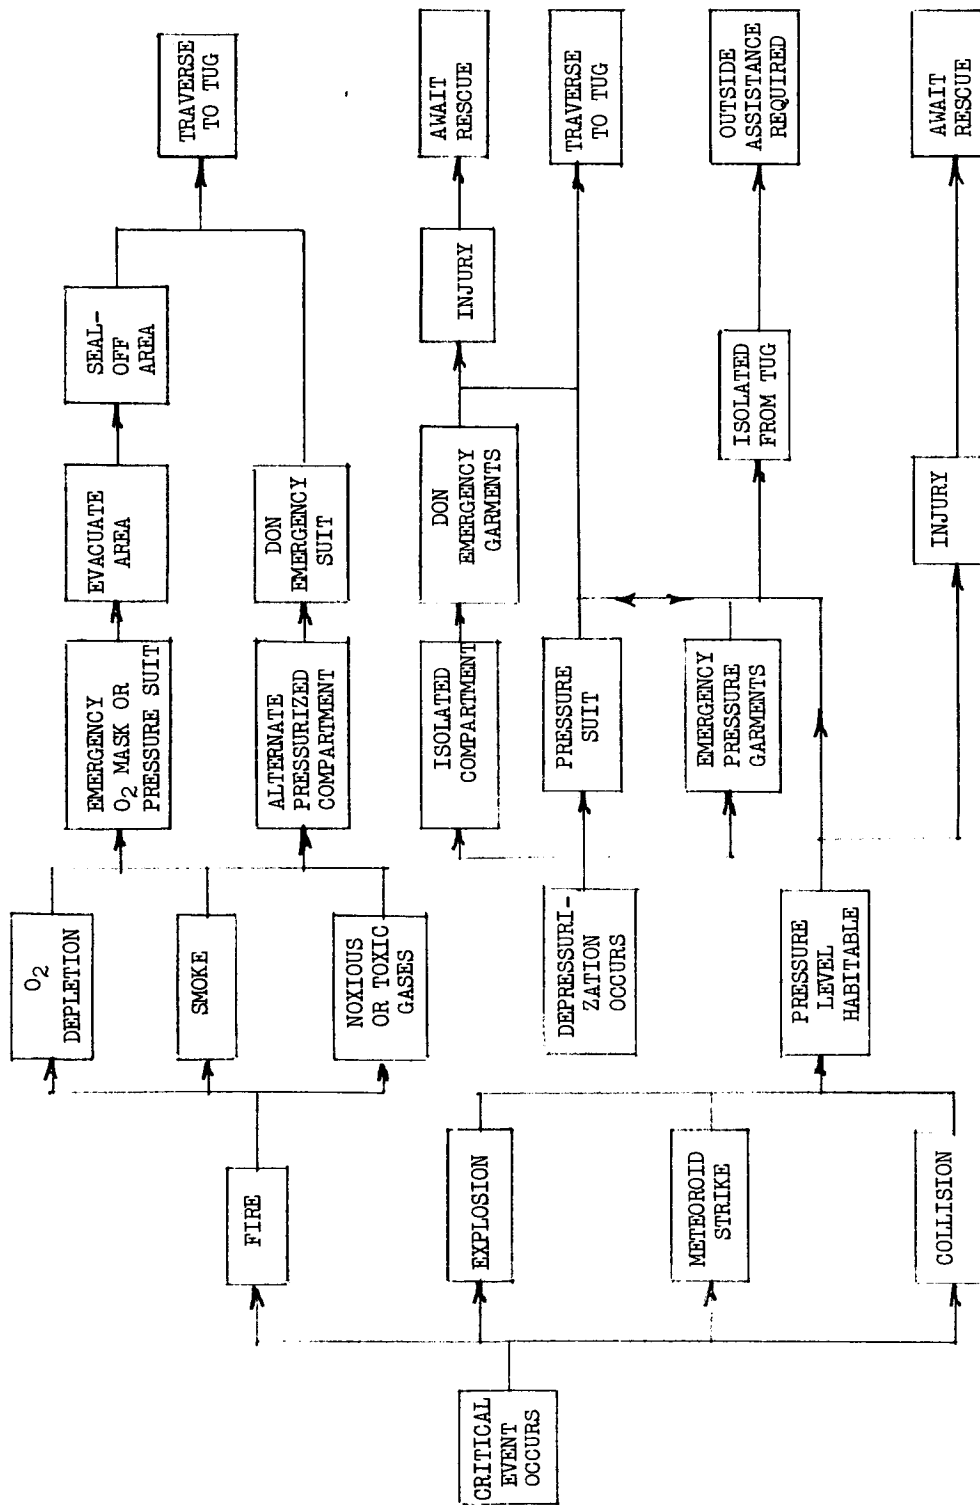 CRITICAL
EVENT
OCCURS
FIRE
EXPLOSION
METEOROID
STRIKE
COLLISION
O2
DEPLETION
SMOKE
NOXIOUS
OR TOXIC
GASES
DEPRESSURI-
ZATION
OCCURS
PRESSURE
LEVEL
HABITABLE
EMERGENCY
O2 MASK OR
PRESSURE SUIT
ALTERNATE
PRESSURIZED
COMPARTMENT
ISOLATED
COMPARTMENT
PRESSURE
SUIT
EMERGENCY
PRESSURE
GARMENTS
EVACUATE
AREA
DON
EMERGENCY
SUIT
DON
EMERGENCY
GARMENTS
INJURY
SEAL-
OFF
AREA
INJURY
ISOLATED
FROM TUG
TRAVERSE
TO TUG
AWAIT
RESCUE
TRAVERSE
TO TUG
OUTSIDE
ASSISTANCE
REQUIRED
AWAIT
RESCUE